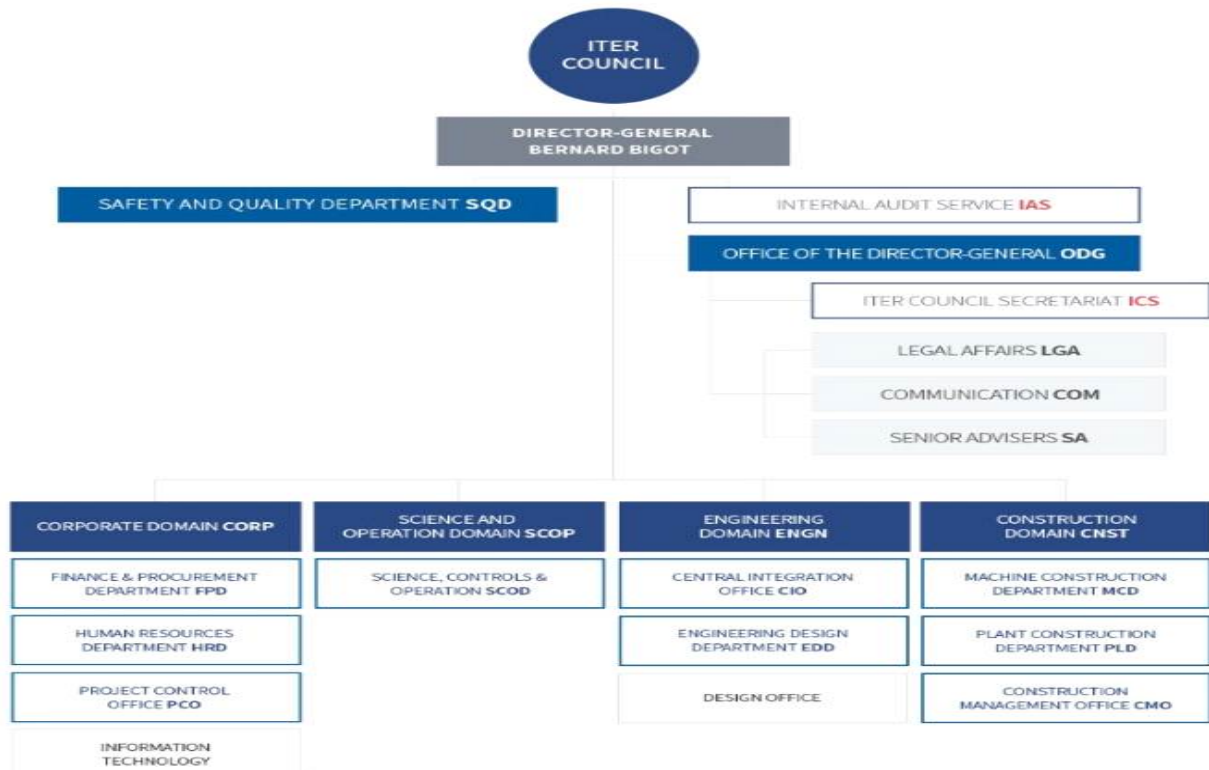 ITER
COUNCIL
DIRECTOR-GENERAL
BERNARD BIGOT
SAFETY AND QUALITY DEPARTMENT SQD
INTERNAL AUDIT SERVICE IAS
OFFICE OF THE DIRECTOR-GENERAL ODG
ITER COUNCIL SECRETARIAT ICS
LEGAL AFFAIRS LGA
COMMUNICATION COM
SENIOR ADVISERS SA
CORPORATE DOMAIN CORP
FINANCE & PROCUREMENT
DEPARTMENT FPD
HUMAN RESOURCES
DEPARTMENT HRD
PROJECT CONTROL
OFFICE PCO
INFORMATION
TECHNOLOGY
SCIENCE AND
OPERATION DOMAIN SCOP
SCIENCE, CONTROLS &
OPERATION SCOD
ENGINEERING
DOMAIN ENGN
CENTRAL INTEGRATION
OFFICE CIO
ENGINEERING DESIGN
DEPARTMENT EDD
DESIGN OFFICE
CONSTRUCTION
DOMAIN CNST
MACHINE CONSTRUCTION
DEPARTMENT MCD
PLANT CONSTRUCTION
DEPARTMENT PLD
CONSTRUCTION
MANAGEMENT OFFICE CMO